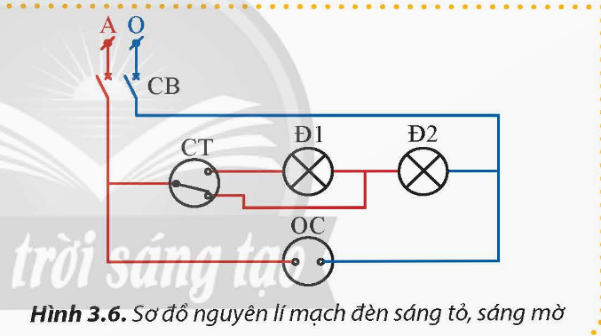 A O
CB
CT Đ1 Đ2
OC
trời sáng tạo
Hình 3.6. Sơ đồ nguyên lí mạch đèn sáng tỏ, sáng mờ